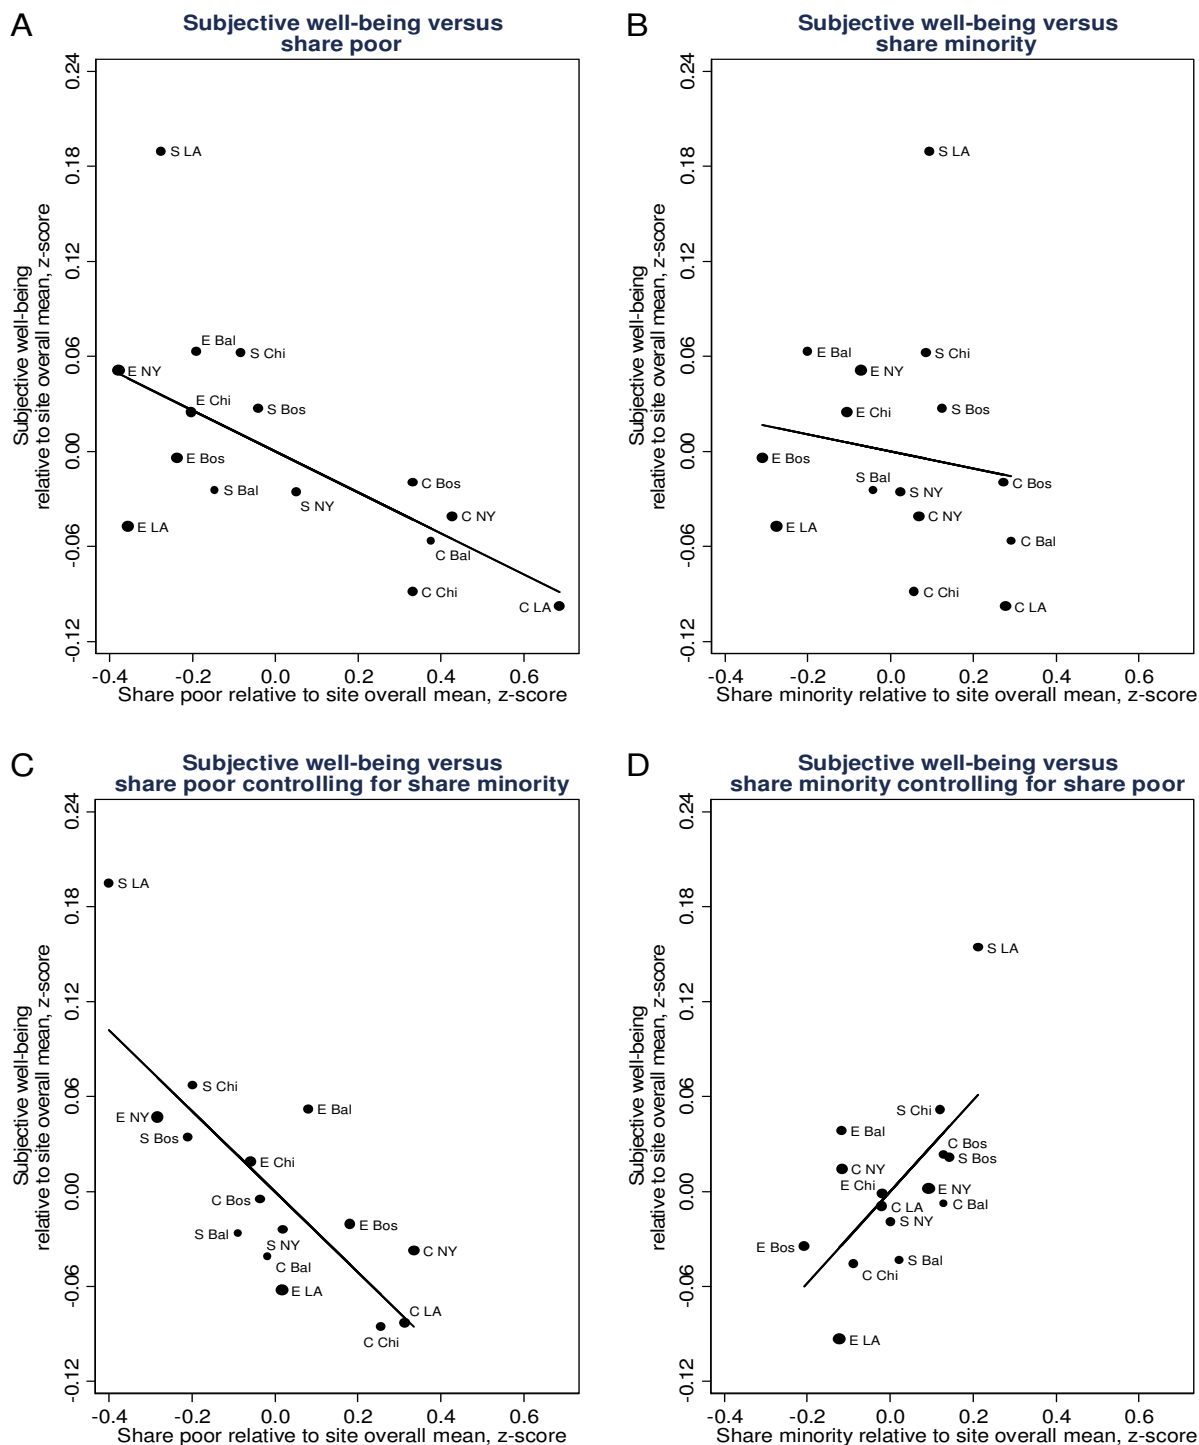 A
Subjective well-being versus
share poor
Subjective well-being
relative to site overall mean, z-score
0.24
0.18
0.12
0.06
0.00
-0.06
-0.12
S LA
E Bal
S Chi
E NY
E Chi
S Bos
E Bos
S Bal
S NY
C Bos
C NY
E LA
C Bal
C Chi
C LA
-0.4
-0.2
0.0
0.2
0.4
0.6
Share poor relative to site overall mean, z-score
B
Subjective well-being versus
share minority
Subjective well-being
relative to site overall mean, z-score
0.24
0.18
0.12
0.06
0.00
-0.06
-0.12
S LA
E Bal
S Chi
E NY
E Chi
S Bos
E Bos
S Bal
S NY
C Bos
C NY
E LA
C Bal
C Chi
C LA
-0.4
-0.2
0.0
0.2
0.4
0.6
Share minority relative to site overall mean, z-score
C
Subjective well-being versus
share poor controlling for share minority
Subjective well-being
relative to site overall mean, z-score
0.24
0.18
0.12
0.06
0.00
-0.06
-0.12
S LA
S Chi
E NY
E Bal
S Bos
E Chi
C Bos
S Bal
E Bos
S NY
C NY
C Bal
E LA
C LA
C Chi
-0.4
-0.2
0.0
0.2
0.4
0.6
Share poor relative to site overall mean, z-score
D
Subjective well-being versus
share minority controlling for share poor
Subjective well-being
relative to site overall mean, z-score
0.24
0.18
0.12
0.06
0.00
-0.06
-0.12
S LA
S Chi
E Bal
C Bos
S Bos
C NY
E Chi
E NY
C LA
C Bal
S NY
E Bos
S Bal
C Chi
E LA
-0.4
-0.2
0.0
0.2
0.4
0.6
Share minority relative to site overall mean, z-score